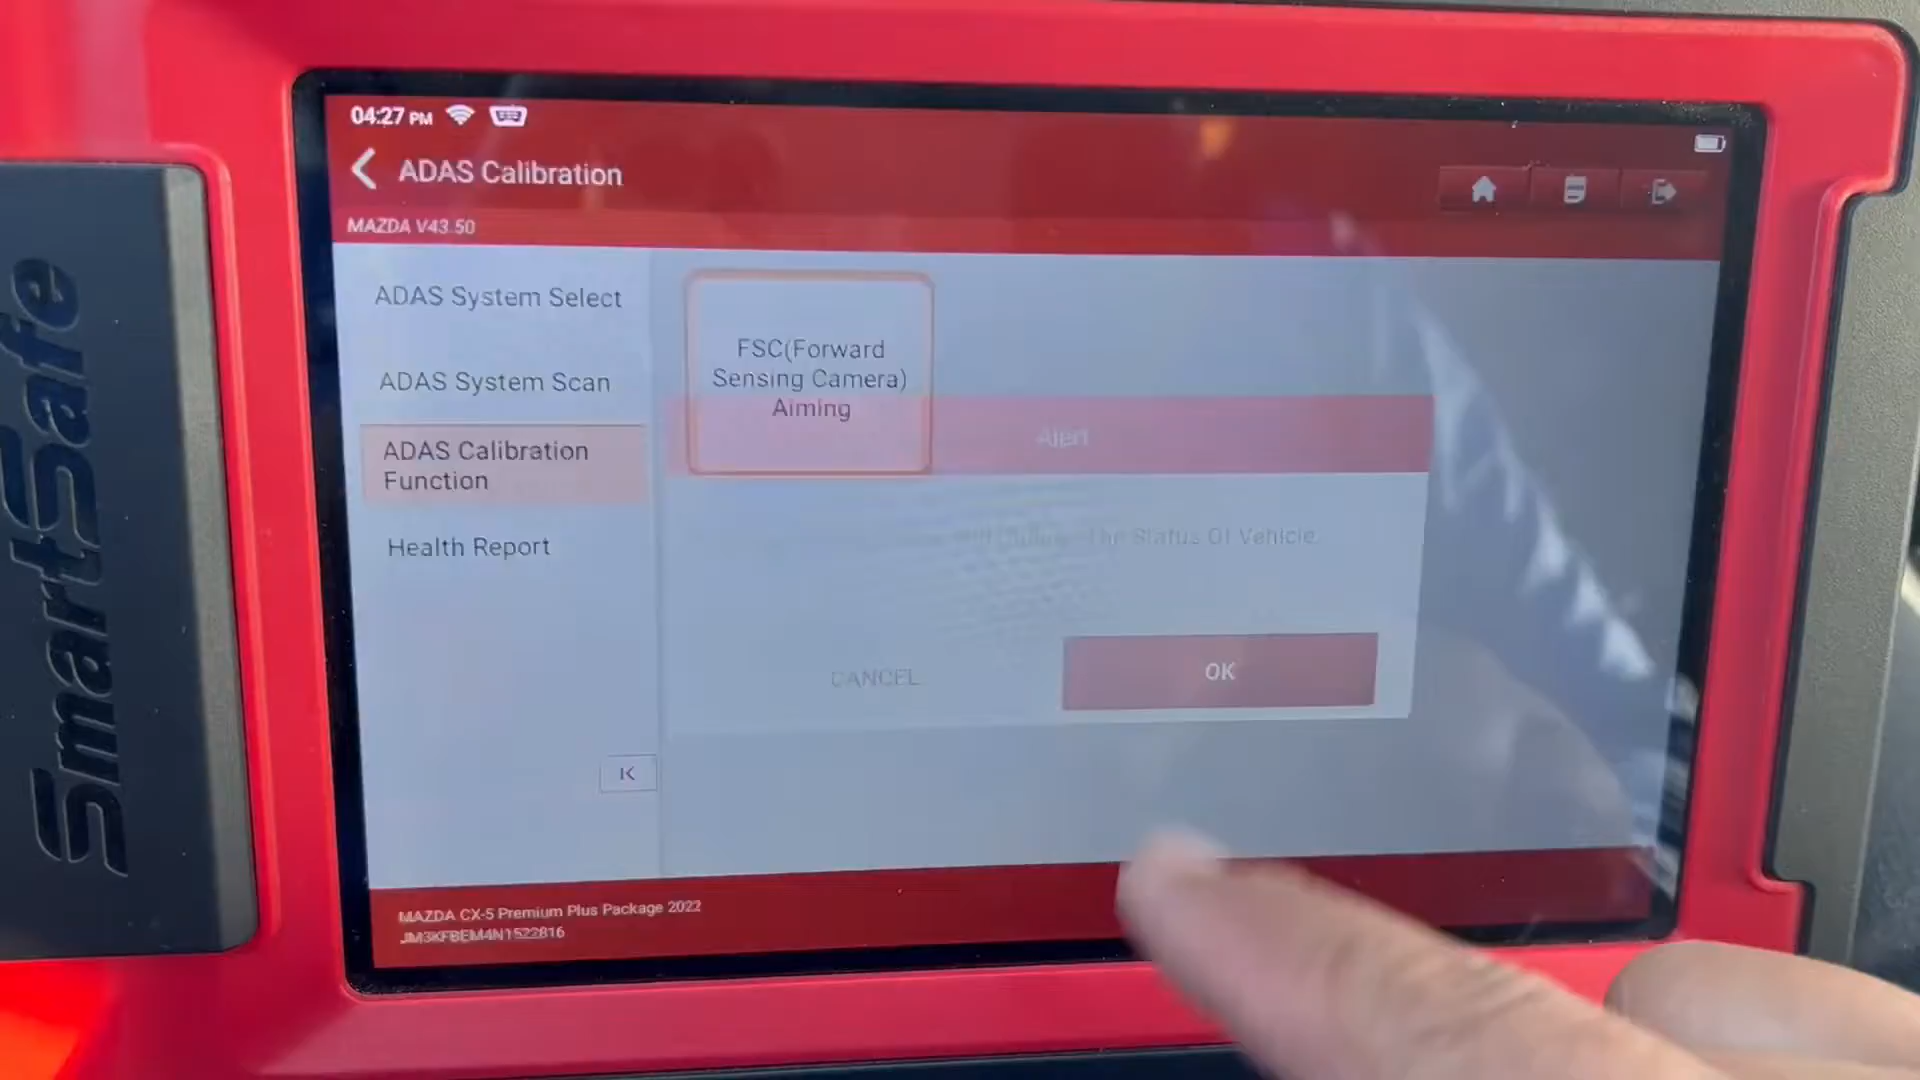 04:27 PM
ADAS Calibration
MAZDA V43.50
ADAS System Select
ADAS System Scan
ADAS Calibration
Function
Health Report
FSC(Forward
Sensing Camera)
Aiming
Alert
The Status Of Vehicle.
CANCEL
OK
MAZDA CX-5 Premium Plus Package 2022
JM3KFBEM4N1522816
SmartSafe